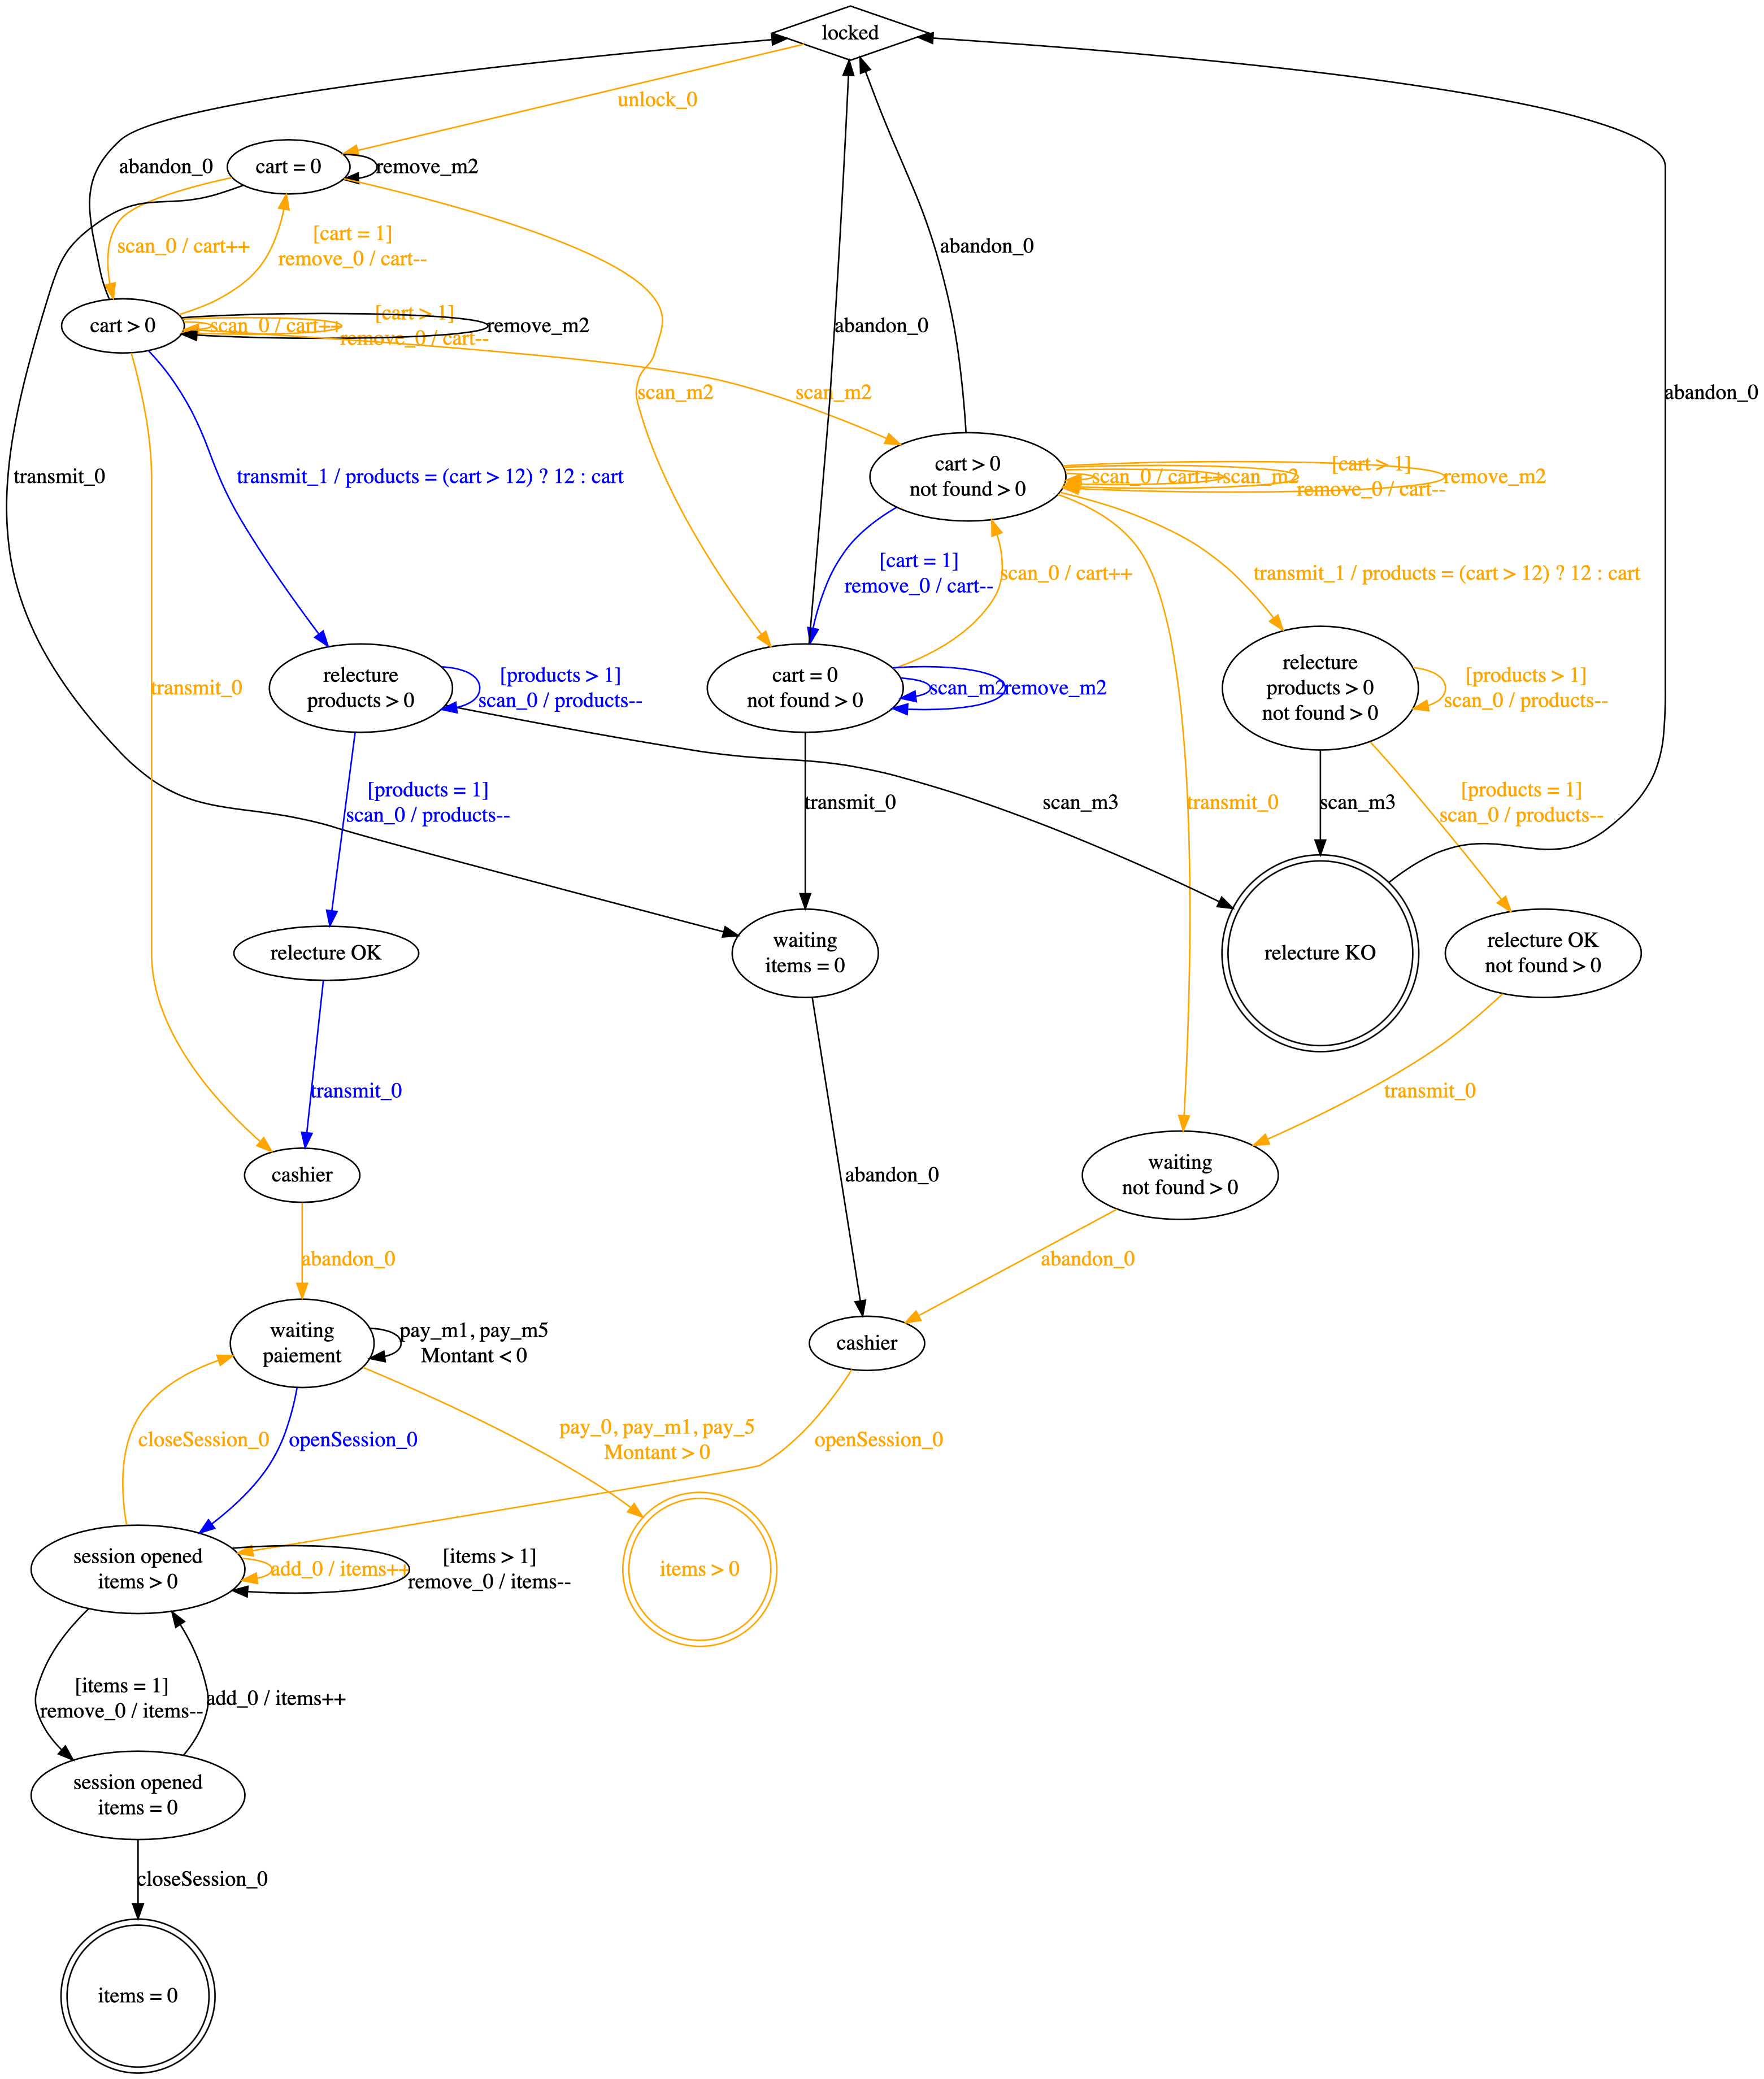 locked
unlock_0
abandon_0
cart = 0
remove_m2
scan_0 / cart++
[cart = 1]
remove_0 / cart--
abandon_0
cart > 0
scan_0 / cart++
[cart > 1]
remove_0 / cart--
remove_m2
abandon_0
scan_m2
scan_m2
abandon_0
transmit_0
transmit_1 / products = (cart > 12) ? 12 : cart
cart > 0
not found > 0
scan_0 / cart++
scan_m2
[cart > 1]
remove_0 / cart--
remove_m2
[cart = 1]
remove_0 / cart--
scan_0 / cart++
transmit_1 / products = (cart > 12) ? 12 : cart
transmit_0
relecture
products > 0
[products > 1]
scan_0 / products--
cart = 0
not found > 0
scan_m2
remove_m2
relecture
products > 0
not found > 0
[products > 1]
scan_0 / products--
[products = 1]
scan_0 / products--
transmit_0
scan_m3
transmit_0
scan_m3
[products = 1]
scan_0 / products--
relecture OK
waiting
items = 0
relecture KO
relecture OK
not found > 0
transmit_0
transmit_0
cashier
abandon_0
waiting
not found > 0
abandon_0
abandon_0
waiting
paiement
pay_m1, pay_m5
Montant < 0
cashier
closeSession_0
openSession_0
pay_0, pay_m1, pay_5
Montant > 0
openSession_0
session opened
items > 0
add_0 / items++
[items > 1]
remove_0 / items--
items > 0
[items = 1]
remove_0 / items--
add_0 / items++
session opened
items = 0
closeSession_0
items = 0